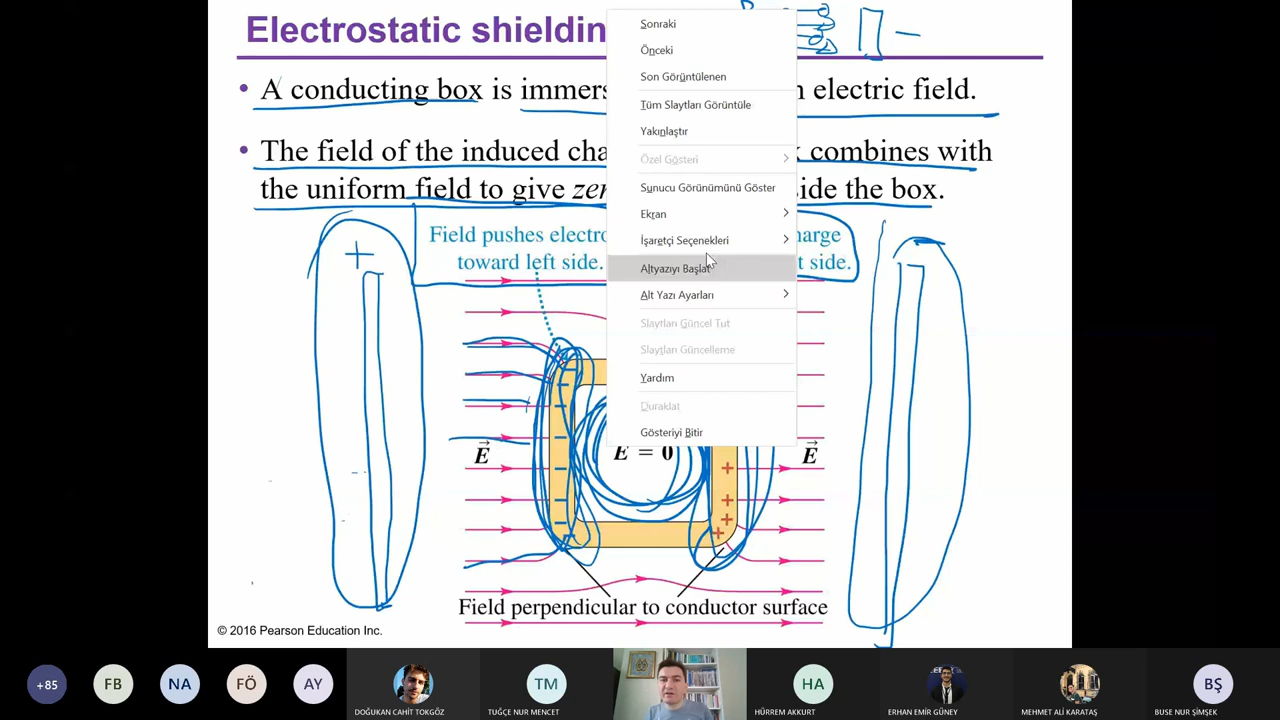 Electrostatic shieldin
• A conducting box is immers
n electric field.
• The field of the induced cha
combines with
the uniform field to give zer
side the box.
Field pushes electro
harge
toward left side.
t side.
+
Sonraki
Önceki
Son Görüntülenen
Tüm Slaytları Görüntüle
Yakınlaştır
Özel Gösteri
Sunucu Görünümünü Göster
Ekran
İşaretçi Seçenekleri
Altyazıyı Başlat
Alt Yazı Ayarları
Slaytları Güncel Tut
Slaytları Güncelleme
Yardım
Duraklat
Gösteriyi Bitir
E
E = 0
E
Field perpendicular to conductor surface
© 2016 Pearson Education Inc.
+85
FB
NA
FÖ
AY
DOĞUKAN CAHİT TOKGÖZ
TM
TUĞÇE NUR MENCET
HA
HÜRREM AKKURT
ERHAN EMİR GÜNEY
MEHMET ALİ KARATAŞ
BŞ
BUSE NUR ŞİMŞEK